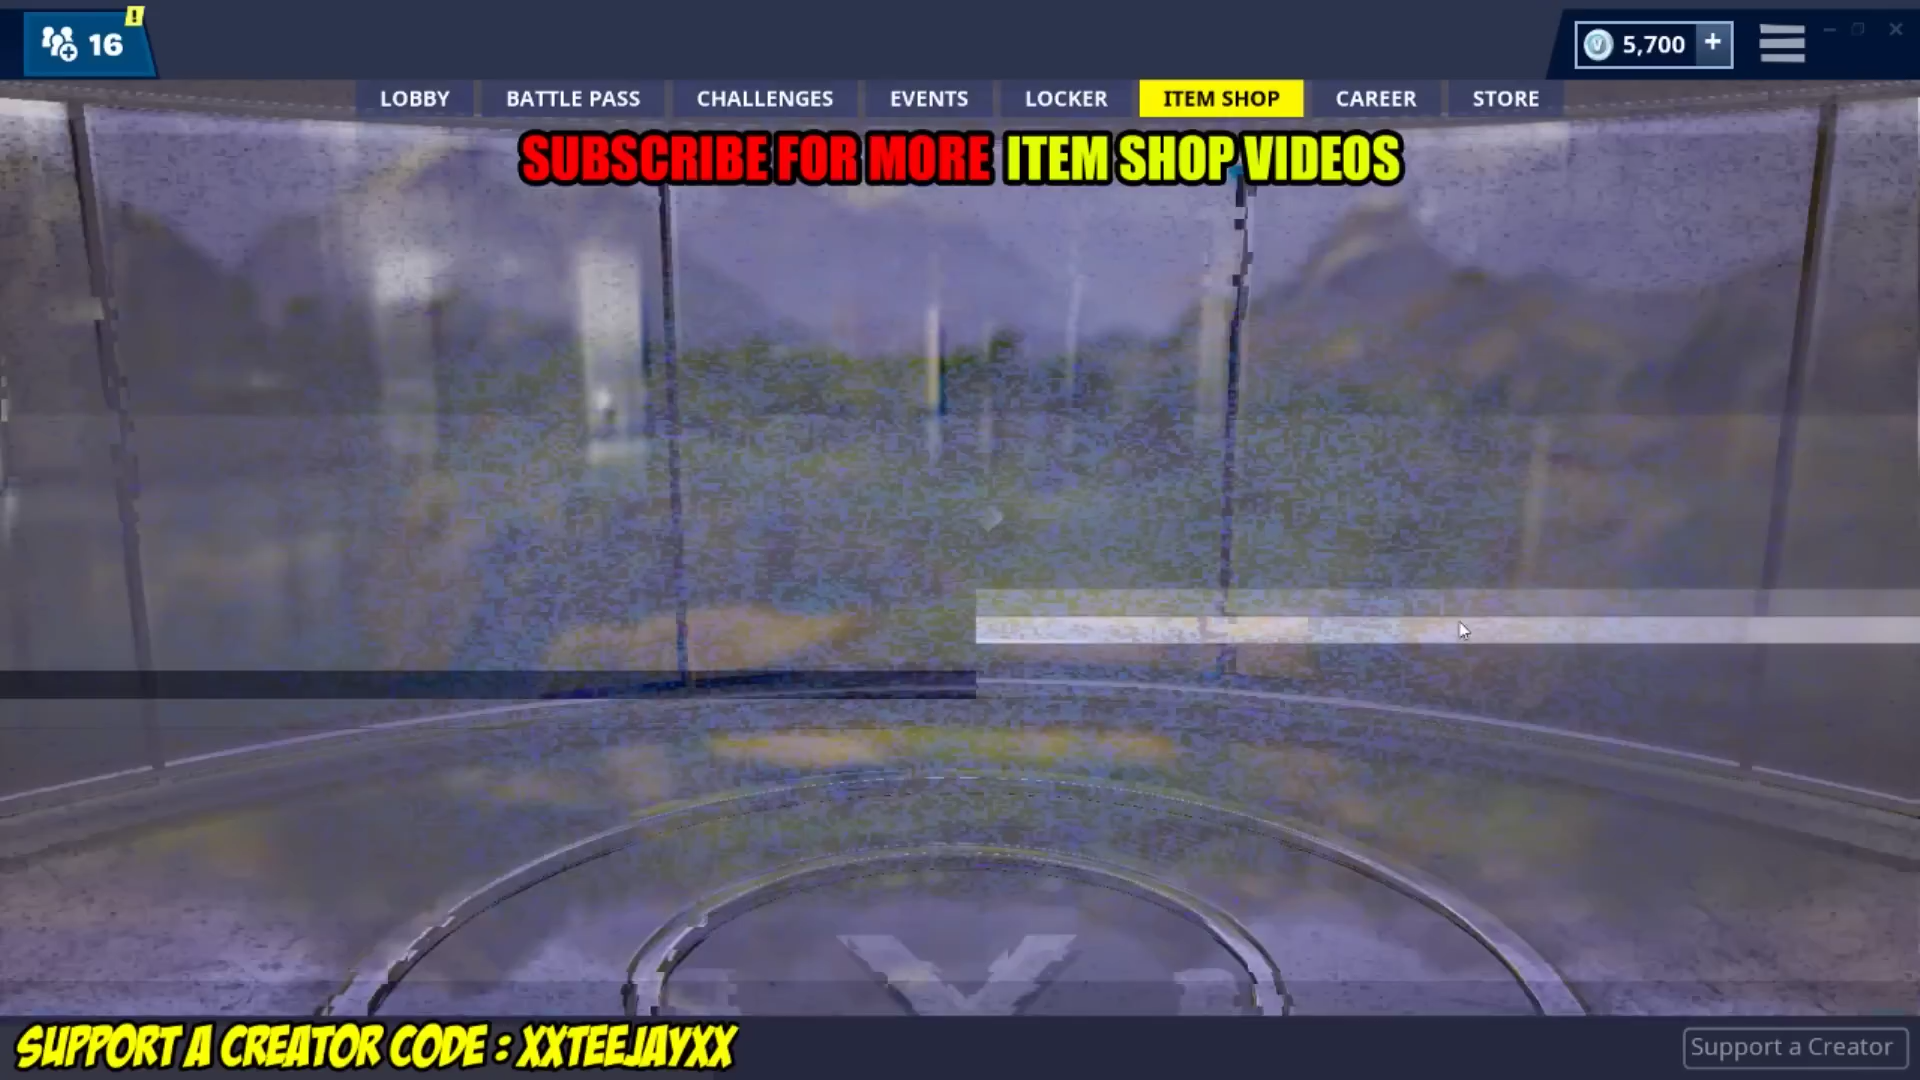 16
!
5,700 +
LOBBY BATTLE PASS CHALLENGES EVENTS LOCKER ITEM SHOP CAREER STORE
SUBSCRIBE FOR MORE ITEM SHOP VIDEOS
SUPPORT A CREATOR CODE : XXTEEJAYXX
Support a Creator